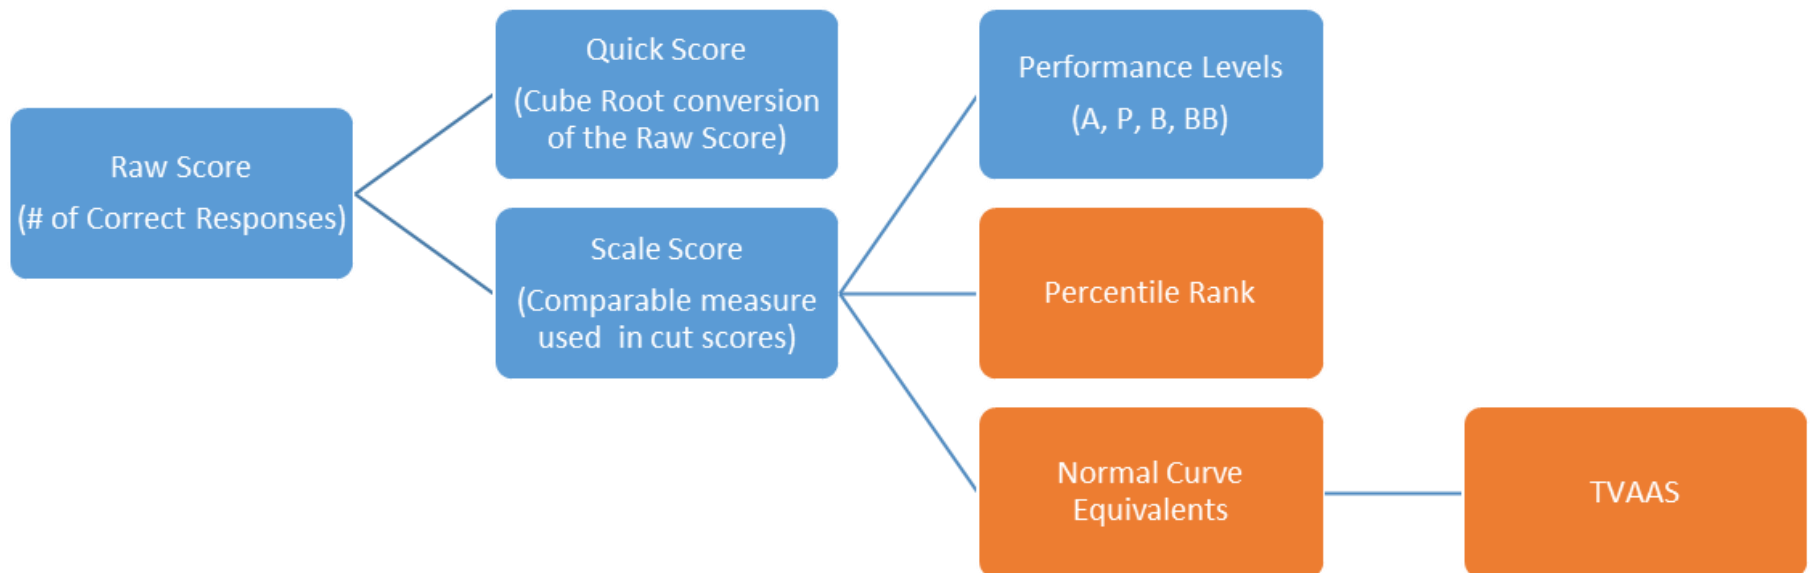 Raw Score
(# of Correct Responses)
Quick Score
(Cube Root conversion
of the Raw Score)
Scale Score
(Comparable measure
used in cut scores)
Performance Levels
(A, P, B, BB)
Percentile Rank
Normal Curve
Equivalents
TVAAS